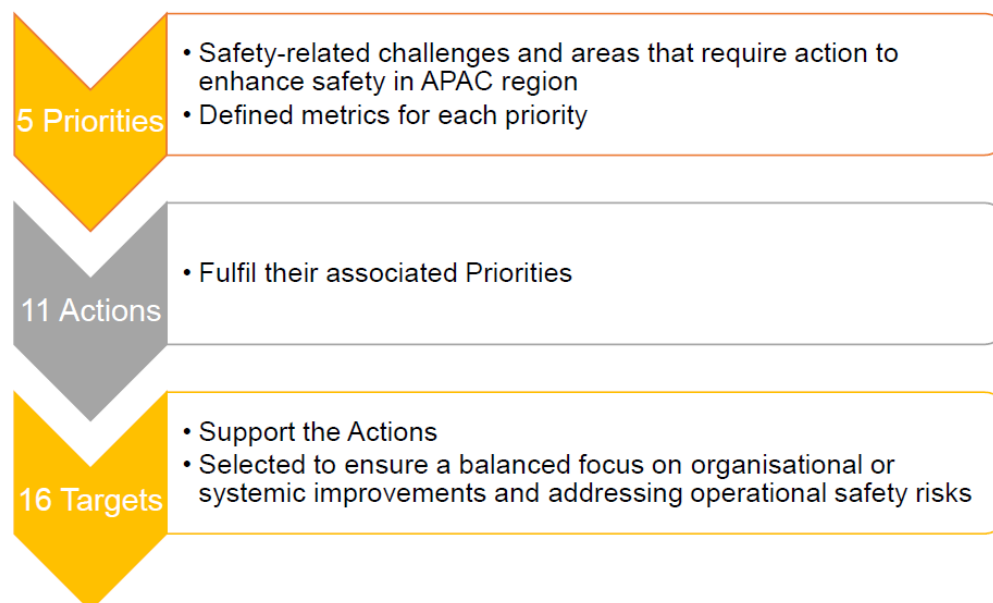 5 Priorities
• Safety-related challenges and areas that require action to
enhance safety in APAC region
• Defined metrics for each priority
11 Actions
• Fulfil their associated Priorities
16 Targets
• Support the Actions
• Selected to ensure a balanced focus on organisational or
systemic improvements and addressing operational safety risks